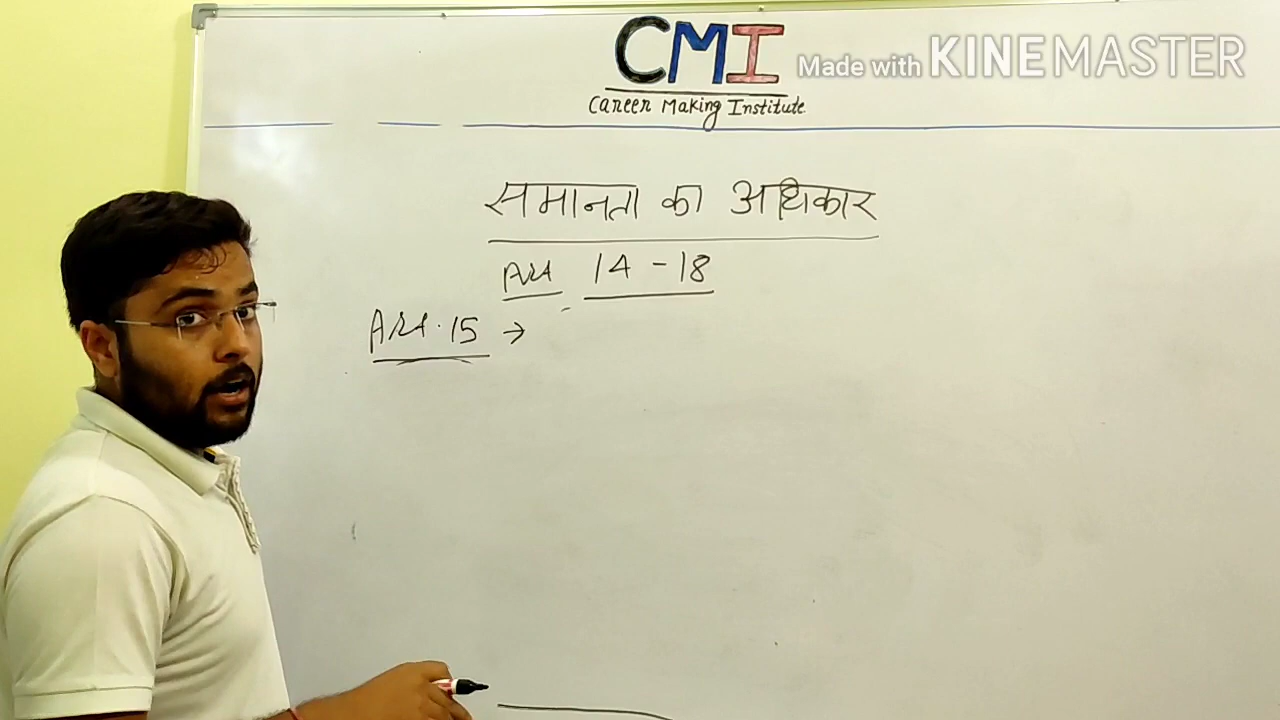 CMI
Made with KINEMASTER
Career Making Institute
समानता का अधिकार
Art 14 - 18
Art. 15 →